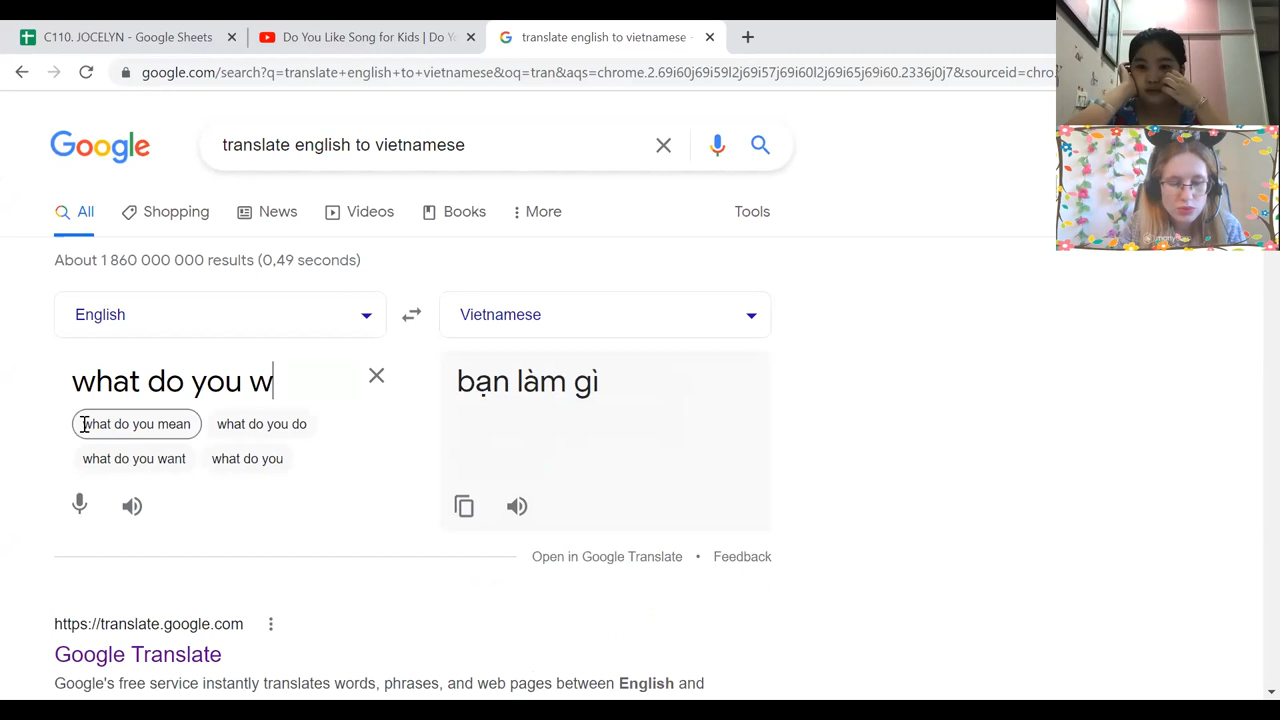 C110. JOCELYN - Google Sheets
Do You Like Song for Kids | Do Yo
translate english to vietnamese -
google.com/search?q=translate+english+to+vietnamese&oq=tran&aqs=chrome.2.69i60j69i59l2j69i57j69i60l2j69i65j69i60.2336j0j7&sourceid=chro
Google
translate english to vietnamese
All Shopping News Videos Books More Tools
About 1 860 000 000 results (0,49 seconds)
English Vietnamese
what do you w bạn làm gì
what do you mean what do you do
what do you want what do you
Open in Google Translate • Feedback
https://translate.google.com
Google Translate
Google's free service instantly translates words, phrases, and web pages between English and